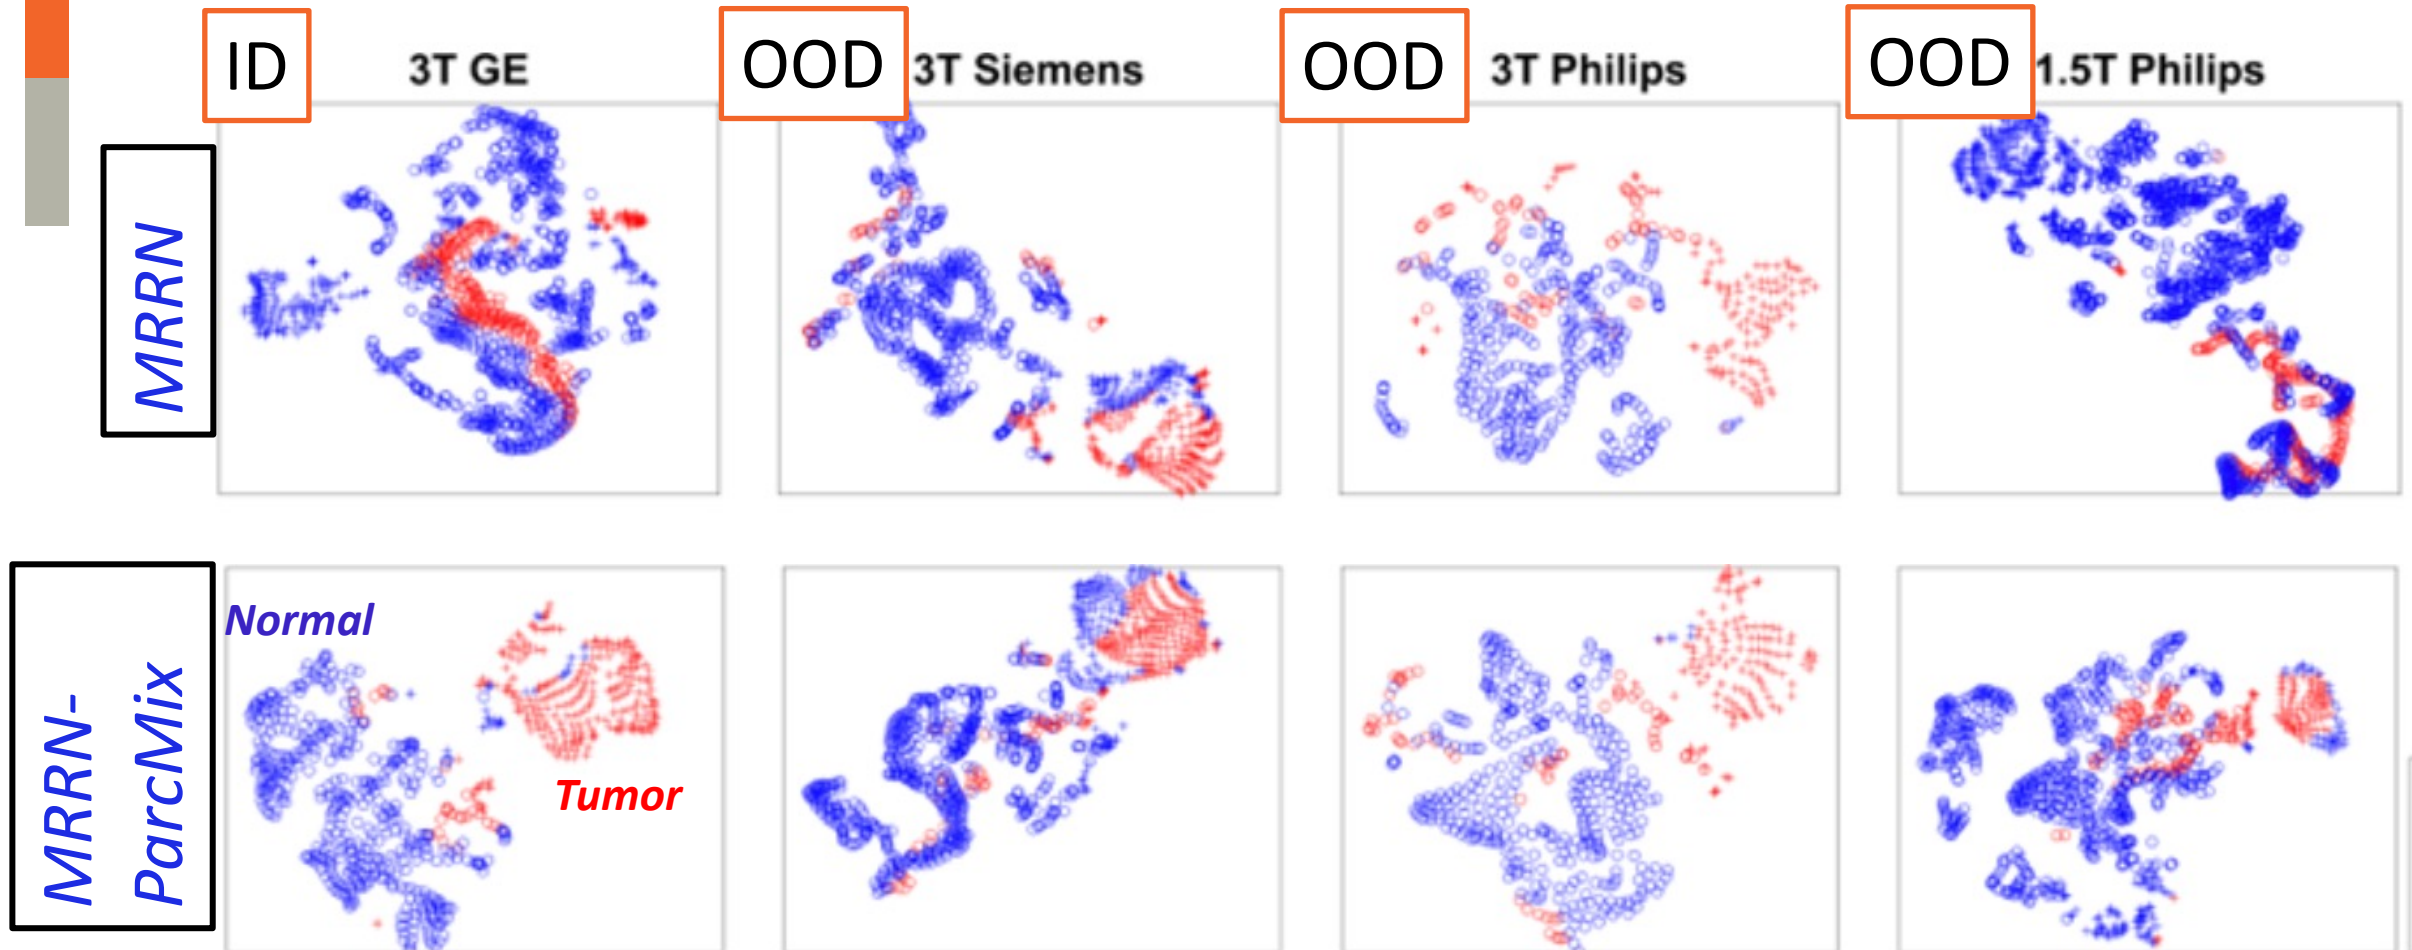 ID
3T GE
OOD
3T Siemens
OOD
3T Philips
OOD
1.5T Philips
MRRN
MRRN-
ParcMix
Normal
Tumor